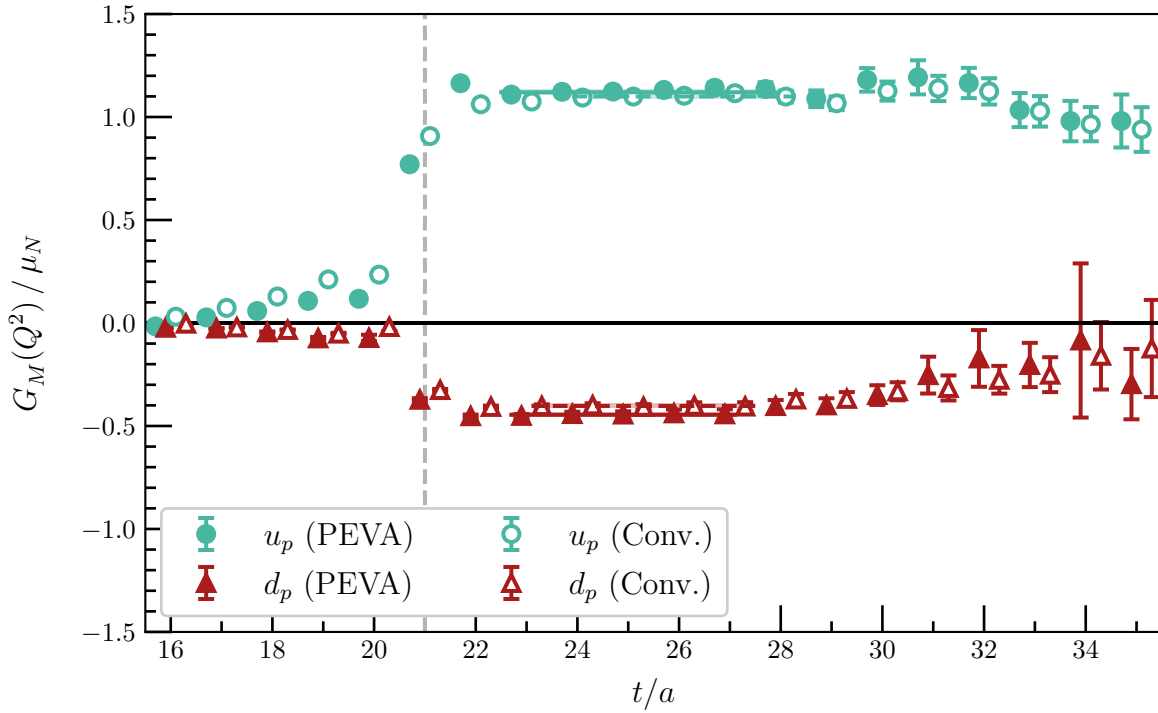 1.5
1.0
0.5
0.0
−0.5
−1.0
−1.5
G_M(Q²) / μ_N
u_p (PEVA) u_p (Conv.)
d_p (PEVA) d_p (Conv.)
16 18 20 22 24 26 28 30 32 34
t/a